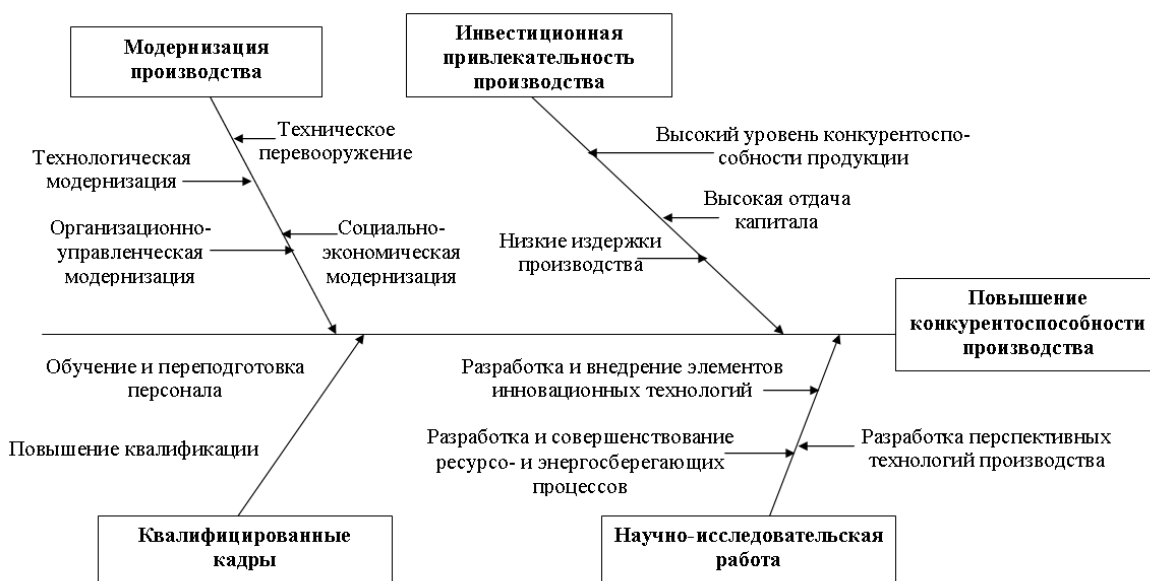 Модернизация
производства
Инвестиционная
привлекательность
производства
Техническое
перевооружение
Технологическая
модернизация
Организационно-
управленческая
модернизация
Социально-
экономическая
модернизация
Высокий уровень конкурентоспо-
собности продукции
Высокая отдача
капитала
Низкие издержки
производства
Повышение
конкурентоспособности
производства
Обучение и переподготовка
персонала
Повышение квалификации
Разработка и внедрение элементов
инновационных технологий
Разработка и совершенствование
ресурсо- и энергосберегающих
процессов
Разработка перспективных
технологий производства
Квалифицированные
кадры
Научно-исследовательская
работа